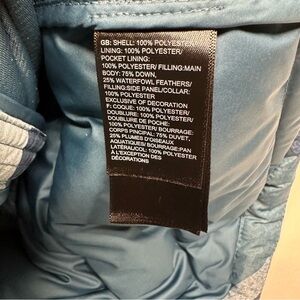 GB: SHELL: 100% POLYESTER
LINING: 100% POLYESTER/
POCKET LINING:
100% POLYESTER/ FILLING:MAIN
BODY: 75% DOWN,
25% WATERFOWL FEATHERS/
FILLING:SIDE PANEL/COLLAR:
100% POLYESTER
EXCLUSIVE OF DECORATION
F: COQUE: 100% POLYESTER/
DOUBLURE: 100% POLYESTER/
DOUBLURE DE POCHE:
100% POLYESTER/ BOURRAGE:
CORPS PNCIPAL: 75% DUVET,
25% PLUMES D'OISEAUX
AQUATIQUES/ BOURRAGE:PAN
LATÉRAL/COL: 100% POLYESTER
À L'EXCEPTION DES
DÉCORATIONS